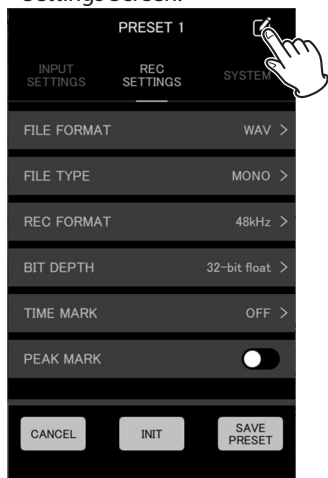 Settings screen.
PRESET 1
INPUT
SETTINGS
REC
SETTINGS
SYSTEM
FILE FORMAT WAV >
FILE TYPE MONO >
REC FORMAT 48kHz >
BIT DEPTH 32-bit float >
TIME MARK OFF >
PEAK MARK
CANCEL
INIT
SAVE
PRESET